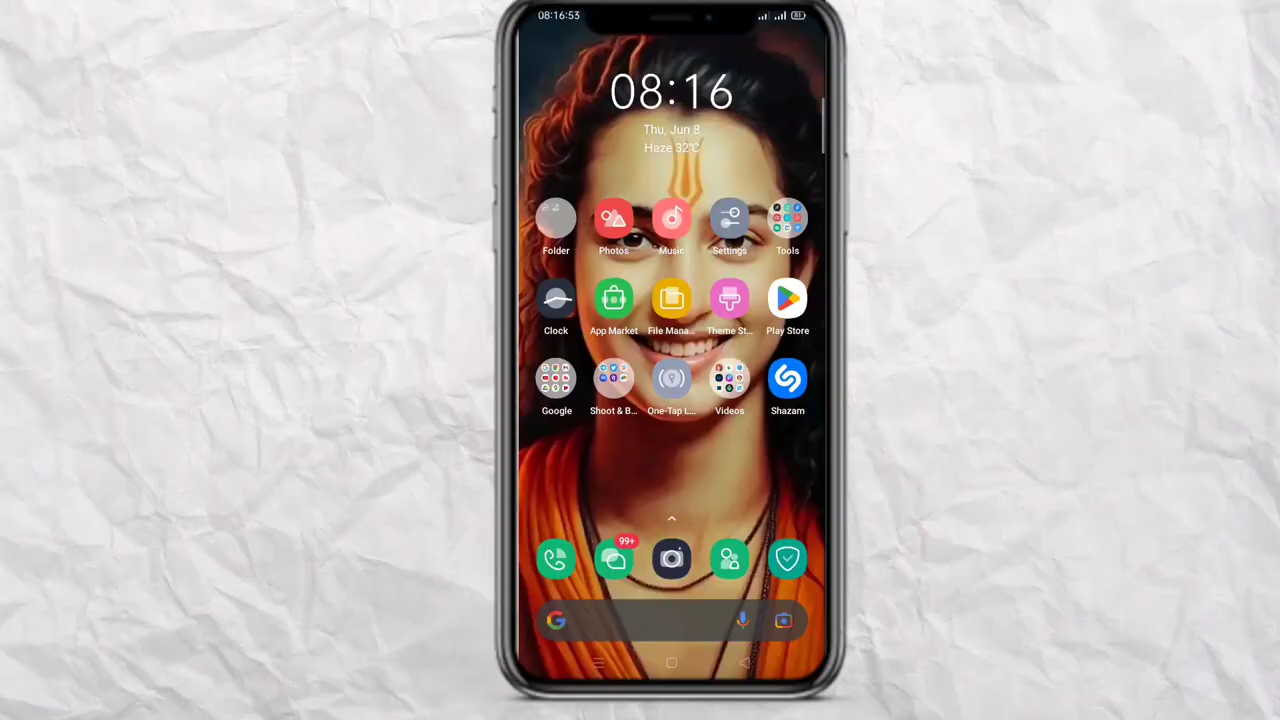 08:16:53
81
08:16
Thu, Jun 8
Haze 32℃
Folder
Photos
Music
Settings
Tools
Clock
App Market
File Mana...
Theme St...
Play Store
Google
Shoot & B...
One-Tap L...
Videos
Shazam
99+